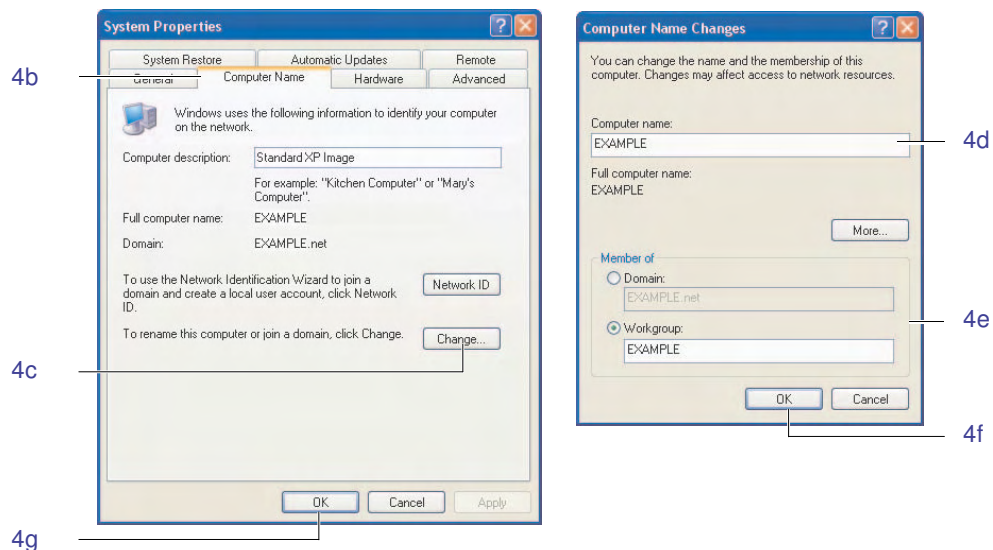 System Properties
System Restore
Automatic Updates
Remote
General
Computer Name
Hardware
Advanced
Windows uses the following information to identify your computer
on the network.
Computer description:
Standard XP Image
For example: "Kitchen Computer" or "Mary's
Computer".
Full computer name:
EXAMPLE
Domain:
EXAMPLE.net
To use the Network Identification Wizard to join a
domain and create a local user account, click Network
ID.
Network ID
To rename this computer or join a domain, click Change.
Change...
OK
Cancel
Apply
4b
4c
4g
Computer Name Changes
You can change the name and the membership of this
computer. Changes may affect access to network resources.
Computer name:
EXAMPLE
Full computer name:
EXAMPLE
More...
Member of
Domain:
EXAMPLE.net
Workgroup:
EXAMPLE
OK
Cancel
4d
4e
4f